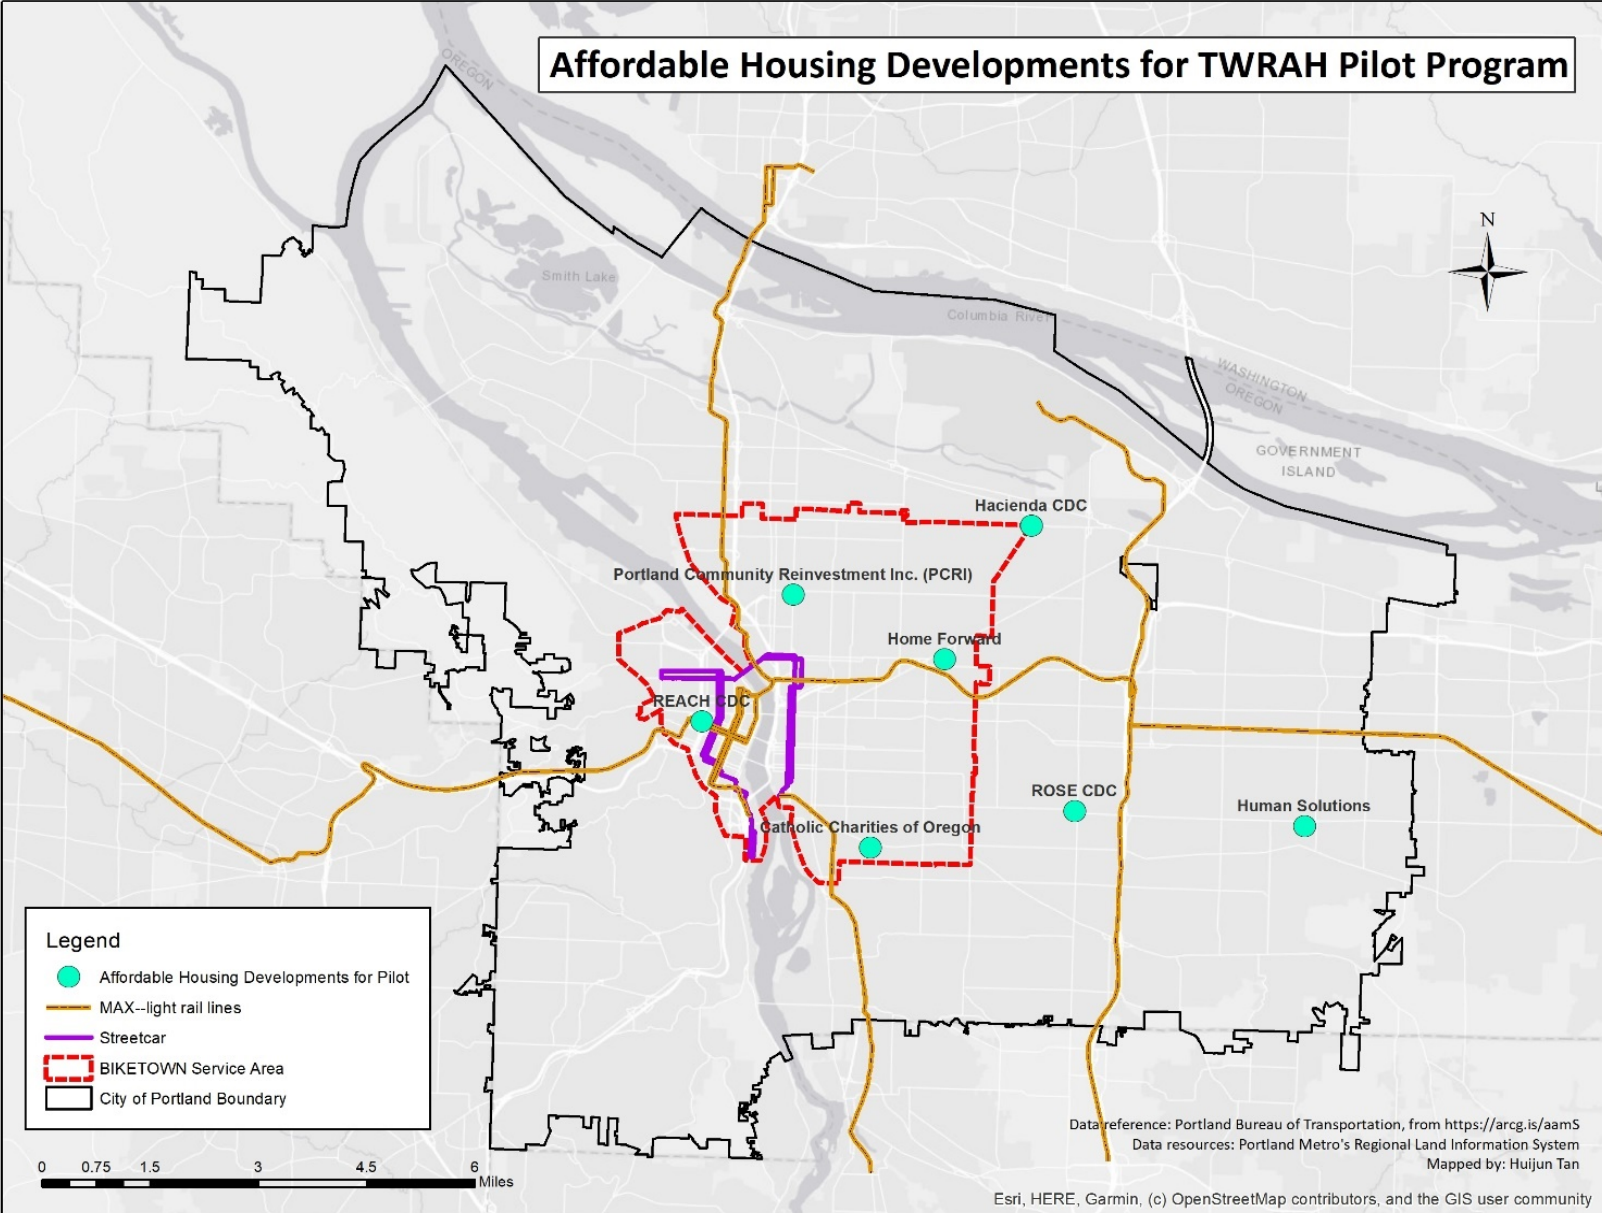 Affordable Housing Developments for TWRAH Pilot Program
OREGON
N
Smith Lake
Columbia River
WASHINGTON
OREGON
GOVERNMENT
ISLAND
Hacienda CDC
Portland Community Reinvestment Inc. (PCRI)
Home Forward
REACH CDC
ROSE CDC
Human Solutions
Catholic Charities of Oregon
Legend
Affordable Housing Developments for Pilot
MAX--light rail lines
Streetcar
BIKETOWN Service Area
City of Portland Boundary
0 0.75 1.5 3 4.5 6
Miles
Data reference: Portland Bureau of Transportation, from https://arcg.is/aamS
Data resources: Portland Metro's Regional Land Information System
Mapped by: Huijun Tan
Esri, HERE, Garmin, (c) OpenStreetMap contributors, and the GIS user community